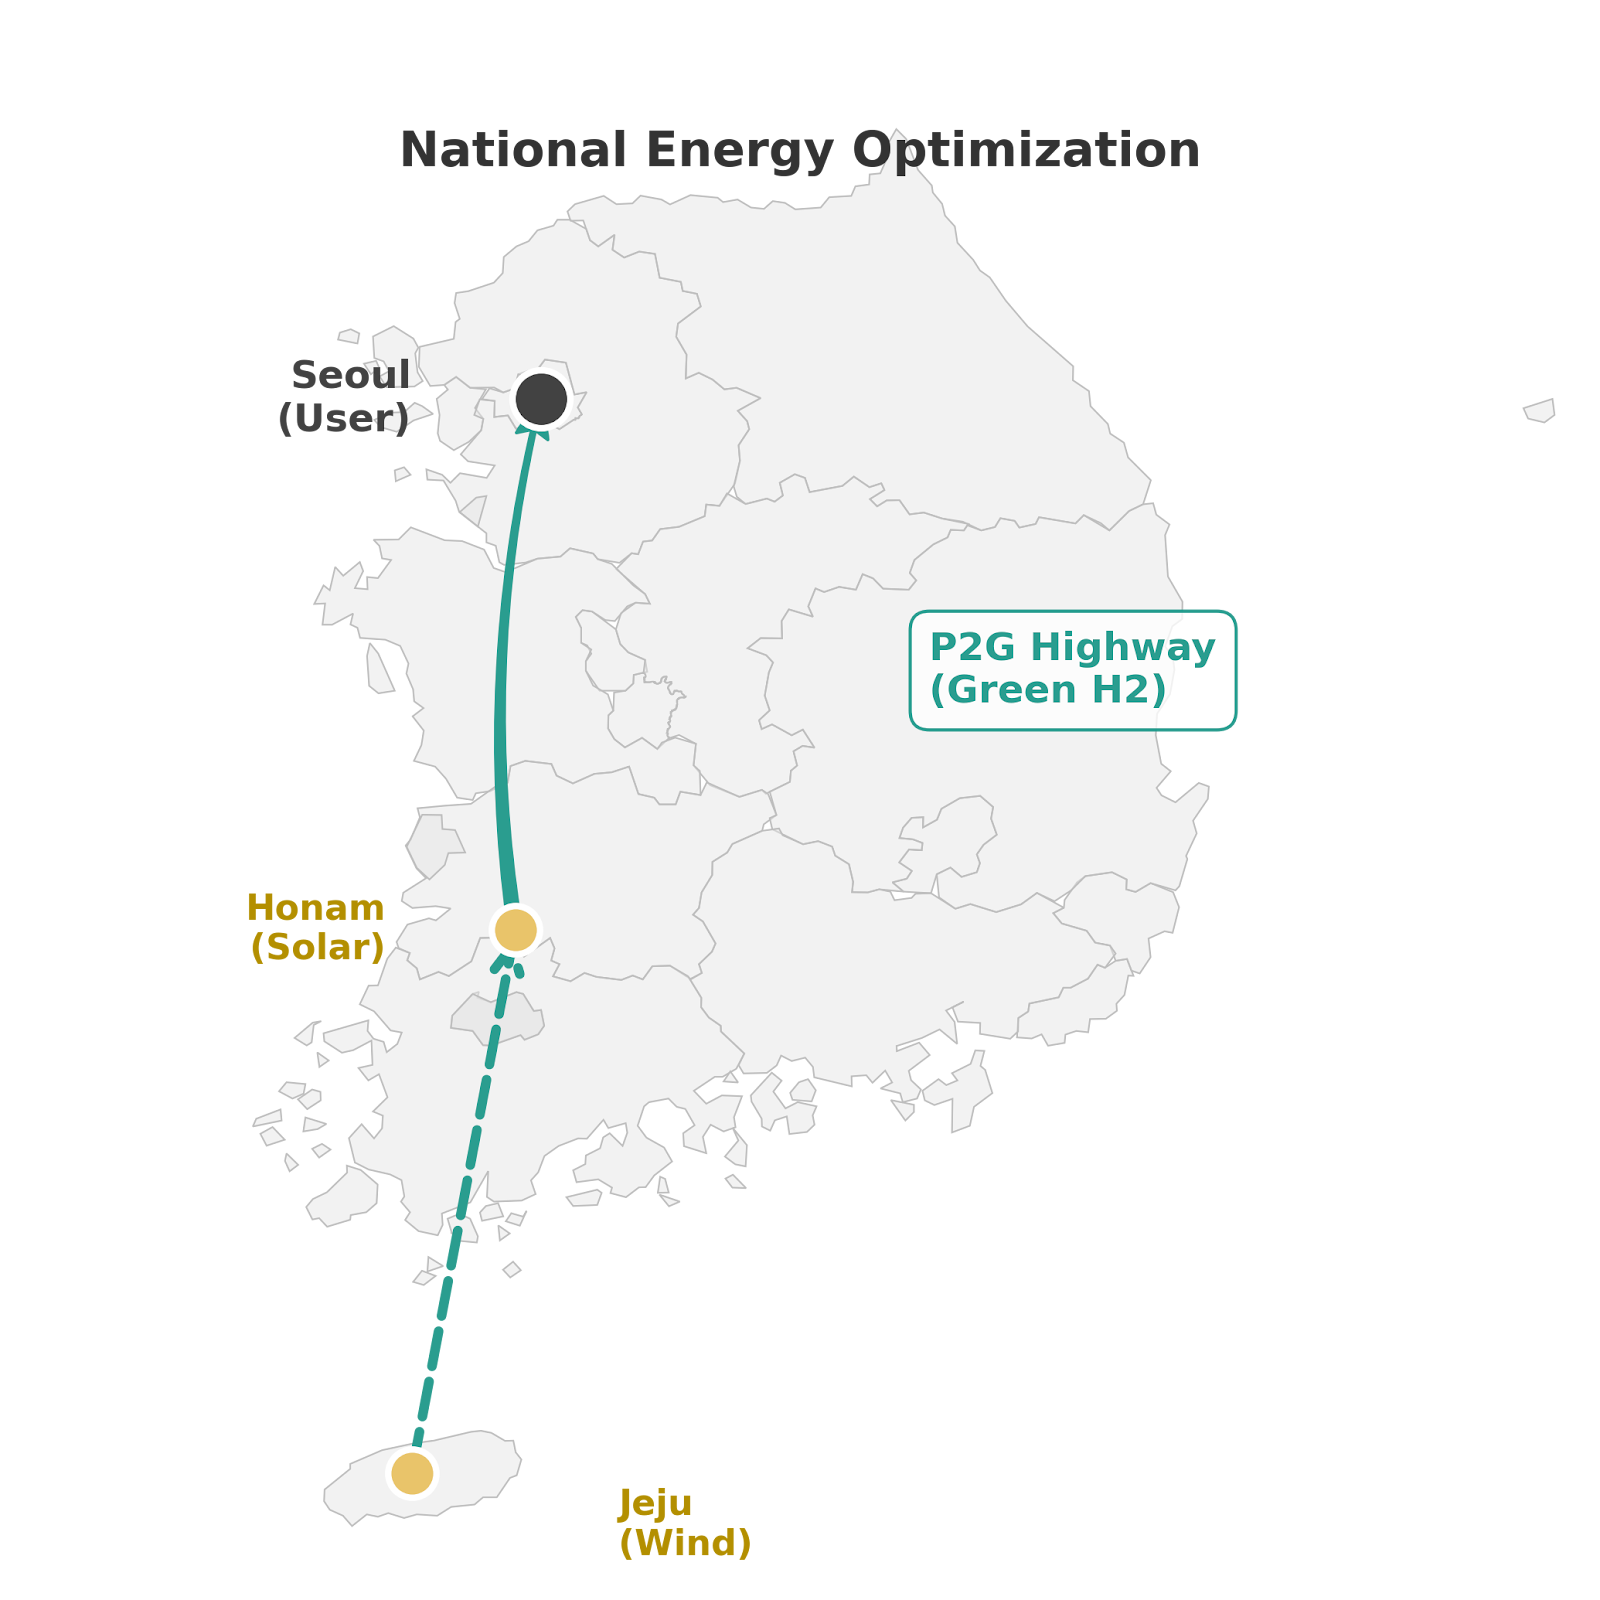 National Energy Optimization
Seoul
(User)
P2G Highway
(Green H2)
Honam
(Solar)
Jeju
(Wind)